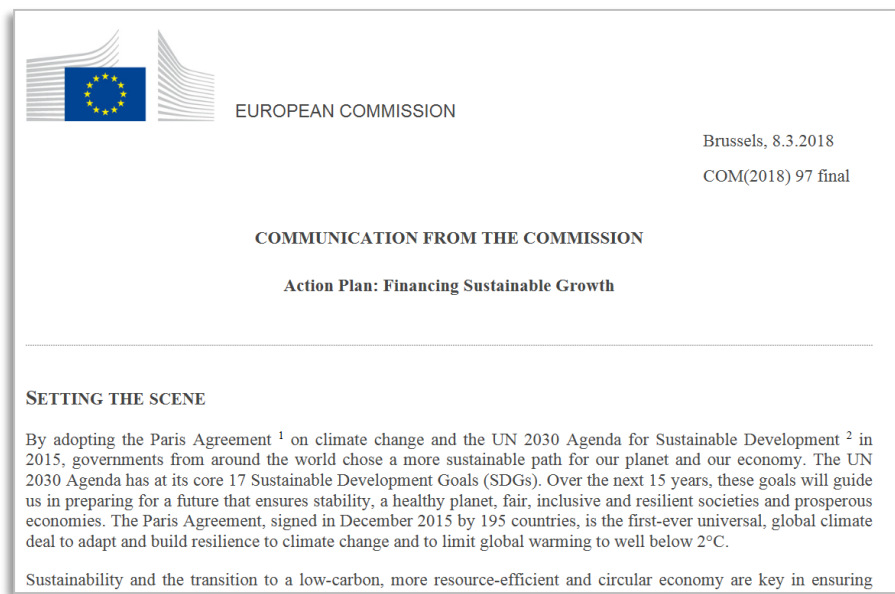 EUROPEAN COMMISSION
Brussels, 8.3.2018
COM(2018) 97 final
COMMUNICATION FROM THE COMMISSION
Action Plan: Financing Sustainable Growth
SETTING THE SCENE
By adopting the Paris Agreement 1 on climate change and the UN 2030 Agenda for Sustainable Development 2 in
2015, governments from around the world chose a more sustainable path for our planet and our economy. The UN
2030 Agenda has at its core 17 Sustainable Development Goals (SDGs). Over the next 15 years, these goals will guide
us in preparing for a future that ensures stability, a healthy planet, fair, inclusive and resilient societies and prosperous
economies. The Paris Agreement, signed in December 2015 by 195 countries, is the first-ever universal, global climate
deal to adapt and build resilience to climate change and to limit global warming to well below 2°C.
Sustainability and the transition to a low-carbon, more resource-efficient and circular economy are key in ensuring